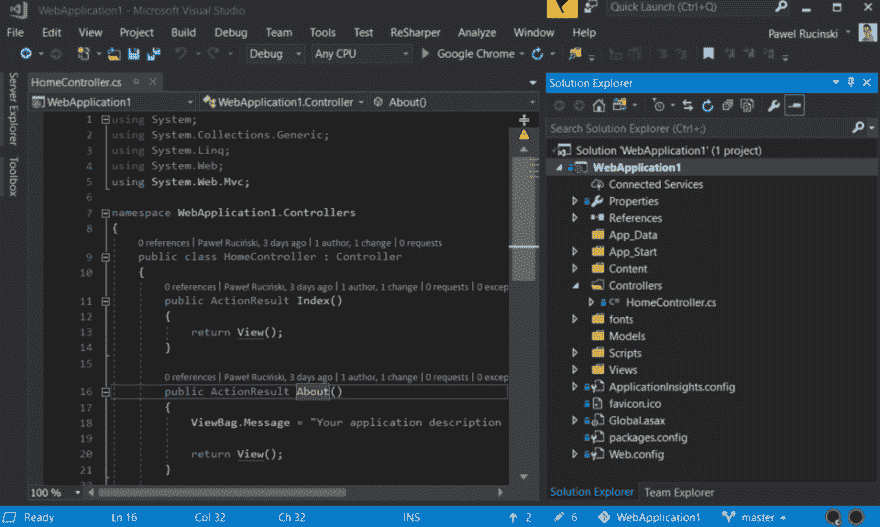 WebApplication1 - Microsoft Visual Studio
Quick Launch (Ctrl+Q)
File Edit View Project Build Debug Team Tools Test ReSharper Analyze Window Help
Paweł Ruciński
Debug Any CPU Google Chrome
Server Explorer
Toolbox
HomeController.cs
WebApplication1 WebApplication1.Controller About()
1 using System;
2 using System.Collections.Generic;
3 using System.Linq;
4 using System.Web;
5 using System.Web.Mvc;
6
7 namespace WebApplication1.Controllers
8 {
0 references | Paweł Ruciński, 3 days ago | 1 author, 1 change | 0 requests
9 public class HomeController : Controller
10 {
0 references | Paweł Ruciński, 3 days ago | 1 author, 1 change | 0 requests | 0 excep
11 public ActionResult Index()
12 {
13 return View();
14 }
15
0 references | Paweł Ruciński, 3 days ago | 1 author, 1 change | 0 requests | 0 excep
16 public ActionResult About()
17 {
18 ViewBag.Message = "Your application description
19
20 return View();
21 }
100 %
Solution Explorer
Search Solution Explorer (Ctrl+;)
Solution 'WebApplication1' (1 project)
WebApplication1
Connected Services
Properties
References
App_Data
App_Start
Content
Controllers
C# HomeController.cs
fonts
Models
Scripts
Views
ApplicationInsights.config
favicon.ico
Global.asax
packages.config
Web.config
Solution Explorer Team Explorer
Ready Ln 16 Col 32 Ch 32 INS 2 6 WebApplication1 master